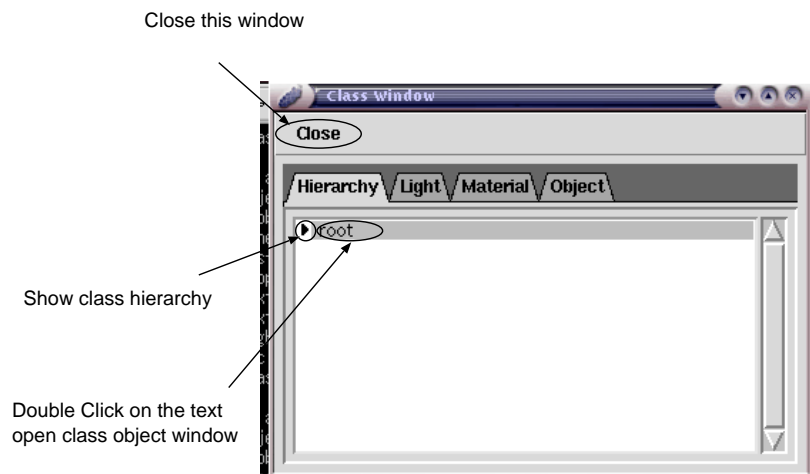 Close this window
Class Window
Close
Hierarchy Light Material Object
root
Show class hierarchy
Double Click on the text
open class object window